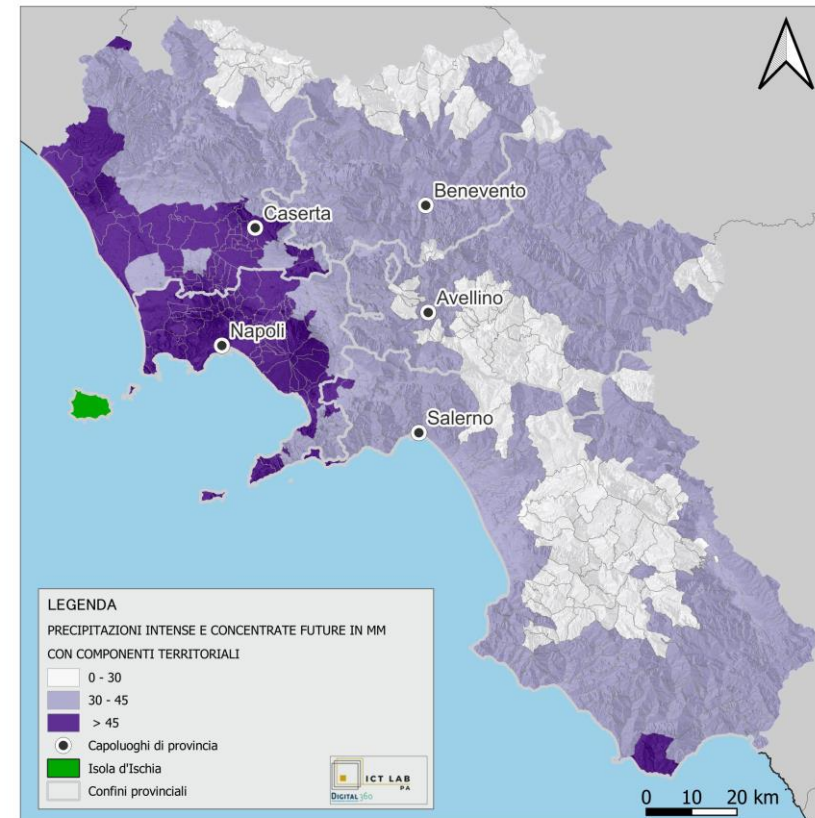 Benevento
Caserta
Avellino
Napoli
Salerno
LEGENDA
PRECIPITAZIONI INTENSE E CONCENTRATE FUTURE IN MM
CON COMPONENTI TERRITORIALI
0 - 30
30 - 45
> 45
Capoluoghi di provincia
Isola d'Ischia
Confini provinciali
ICT LAB
PA
DIGITAL 360
0 10 20 km